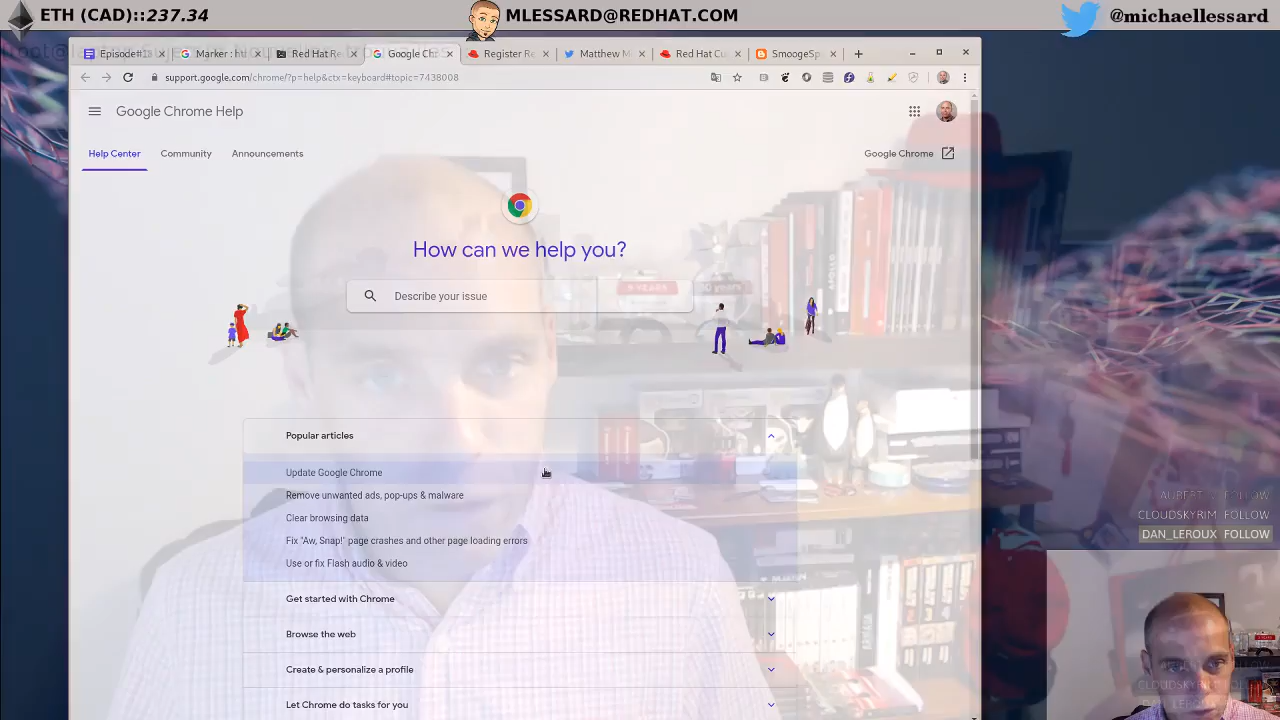 ETH (CAD)::237.34
MLESSARD@REDHAT.COM
@michaellessard
Episode#1
Marker
Red Hat Re
Google Ch
Register R
Matthew M
Red Hat Cu
SmoogeSp
support.google.com/chrome/?p=help&ctx=keyboard#topic=7438008
Google Chrome Help
Help Center
Community
Announcements
Google Chrome
How can we help you?
Describe your issue
Popular articles
Update Google Chrome
Remove unwanted ads, pop-ups & malware
Clear browsing data
Fix "Aw, Snap!" page crashes and other page loading errors
Use or fix Flash audio & video
Get started with Chrome
Browse the web
Create & personalize a profile
Let Chrome do tasks for you
FOLLOW
CLOUDSKYRIM FOLLOW
DAN_LEROUX FOLLOW